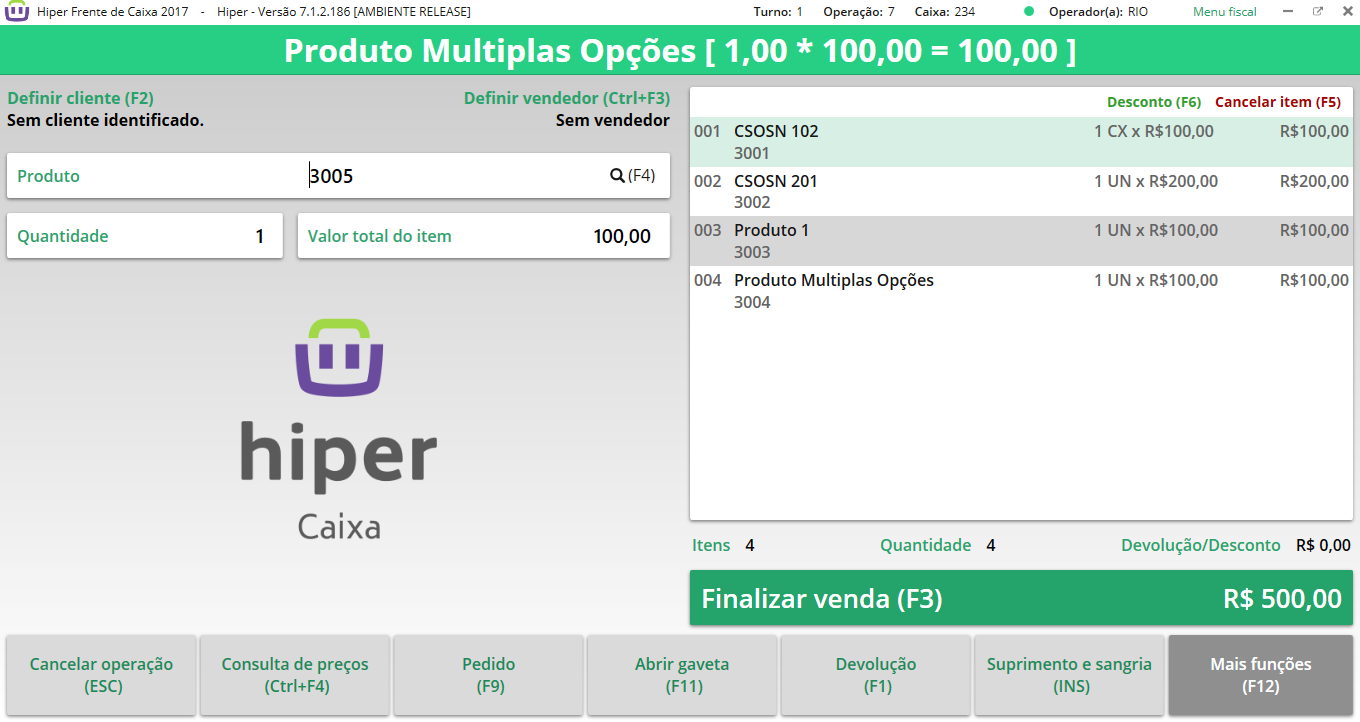 Hiper Frente de Caixa 2017 - Hiper - Versão 7.1.2.186 [AMBIENTE RELEASE] Turno: 1 Operação: 7 Caixa: 234 Operador(a): RIO Menu fiscal
Produto Multiplas Opções [ 1,00 * 100,00 = 100,00 ]
Definir cliente (F2) Definir vendedor (Ctrl+F3)
Sem cliente identificado. Sem vendedor
Produto 3005 (F4)
Quantidade 1 Valor total do item 100,00
hiper
Caixa
Desconto (F6) Cancelar item (F5)
001 CSOSN 102 1 CX x R$100,00 R$100,00
3001
002 CSOSN 201 1 UN x R$200,00 R$200,00
3002
003 Produto 1 1 UN x R$100,00 R$100,00
3003
004 Produto Multiplas Opções 1 UN x R$100,00 R$100,00
3004
Itens 4 Quantidade 4 Devolução/Desconto R$ 0,00
Finalizar venda (F3) R$ 500,00
Cancelar operação
(ESC)
Consulta de preços
(Ctrl+F4)
Pedido
(F9)
Abrir gaveta
(F11)
Devolução
(F1)
Suprimento e sangria
(INS)
Mais funções
(F12)